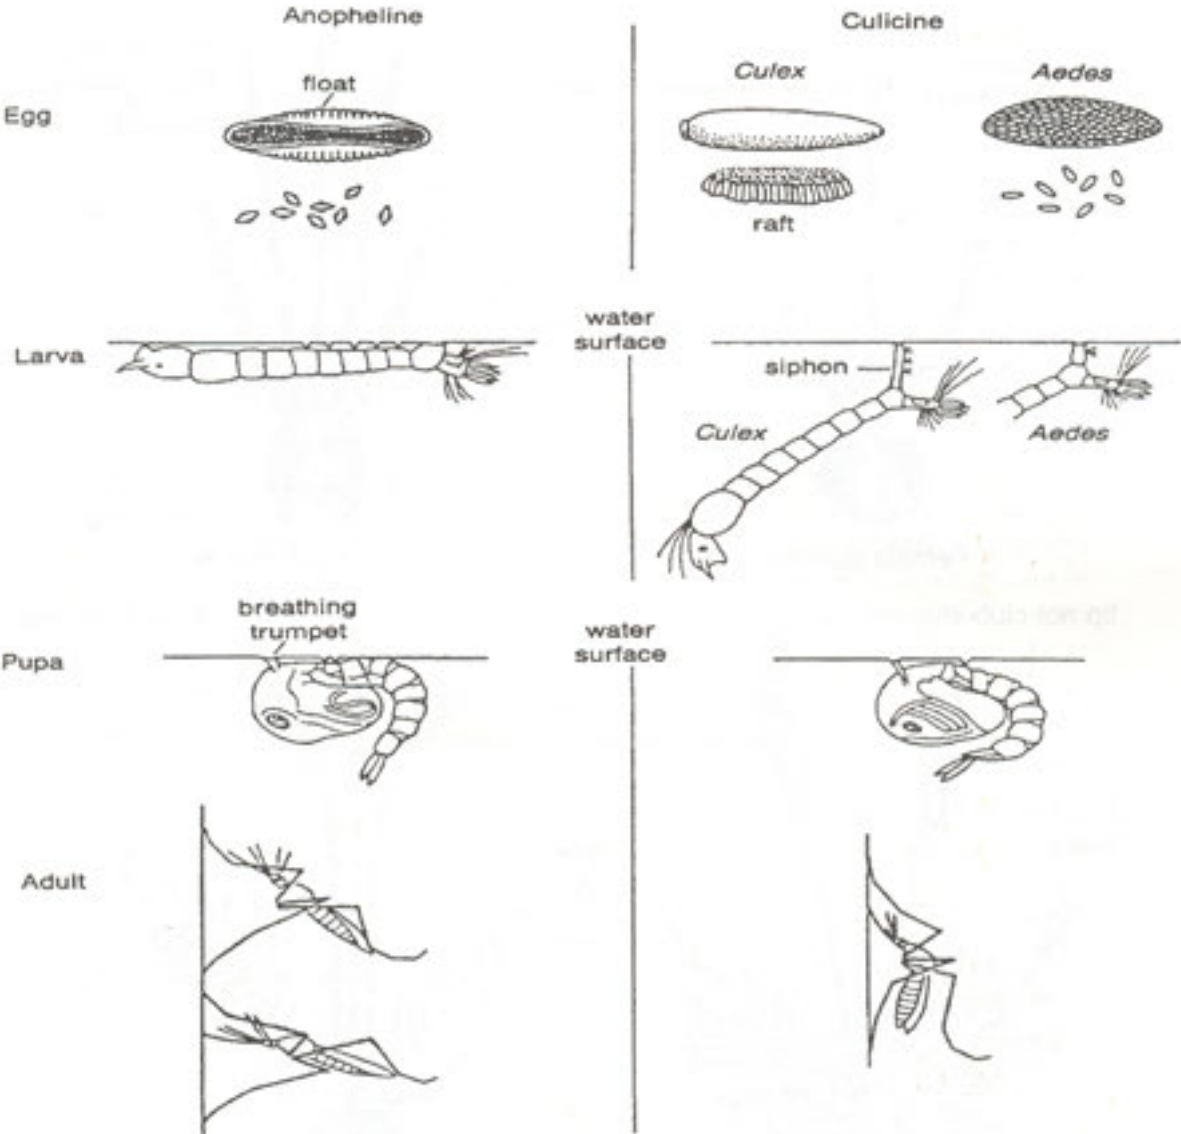 Anopheline
Culicine
Egg
float
Culex
Aedes
raft
Larva
water
surface
siphon
Culex
Aedes
Pupa
breathing
trumpet
water
surface
Adult